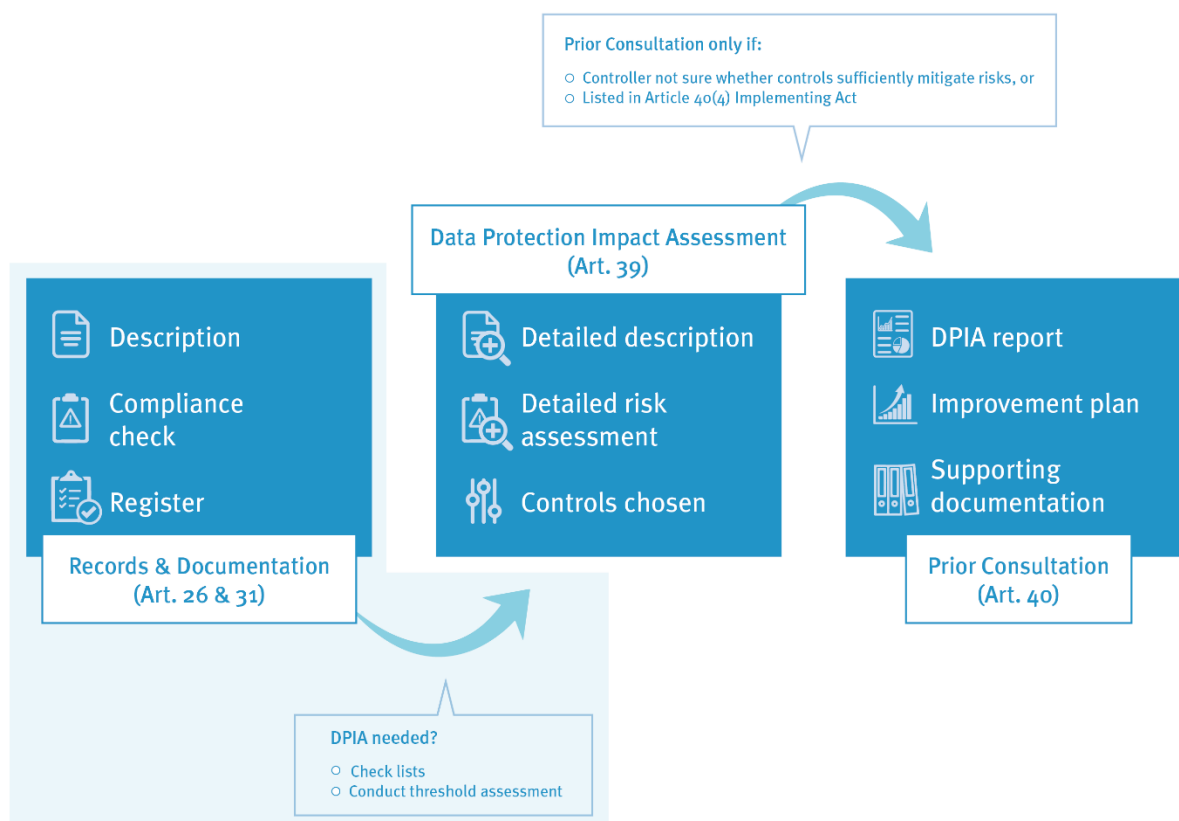 Prior Consultation only if:
Controller not sure whether controls sufficiently mitigate risks, or
Listed in Article 40(4) Implementing Act
Data Protection Impact Assessment
(Art. 39)
Description
Compliance
check
Register
Records & Documentation
(Art. 26 & 31)
Detailed description
Detailed risk
assessment
Controls chosen
DPIA report
Improvement plan
Supporting
documentation
Prior Consultation
(Art. 40)
DPIA needed?
Check lists
Conduct threshold assessment